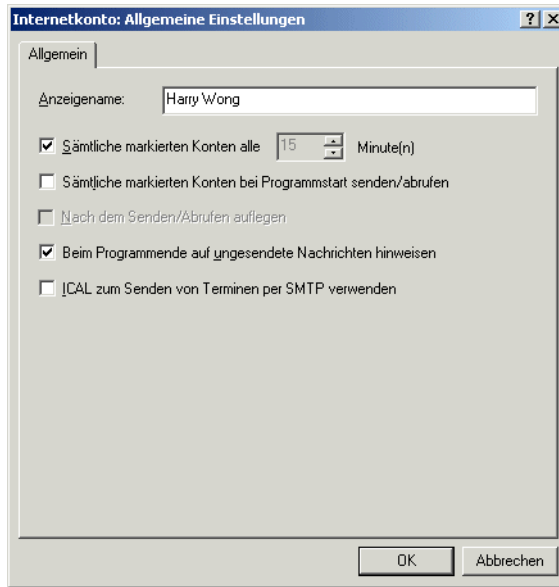 Internetkonto: Allgemeine Einstellungen
Allgemein
Anzeigename: Harry Wong
Sämtliche markierten Konten alle 15 Minute(n)
Sämtliche markierten Konten bei Programmstart senden/abrufen
Nach dem Senden/Abrufen auflegen
Beim Programmende auf ungesendete Nachrichten hinweisen
ICAL zum Senden von Terminen per SMTP verwenden
OK Abbrechen